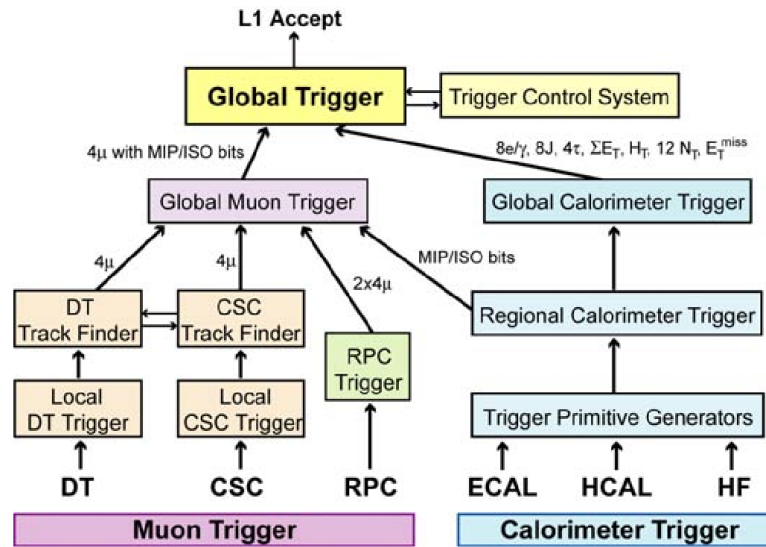 L1 Accept
Global Trigger
Trigger Control System
4μ with MIP/ISO bits
8e/γ, 8J, 4τ, ΣE_T, H_T, 12 N_T, E_T^miss
Global Muon Trigger
Global Calorimeter Trigger
4μ
4μ
2x4μ
MIP/ISO bits
DT
Track Finder
CSC
Track Finder
Regional Calorimeter Trigger
RPC
Trigger
Local
DT Trigger
Local
CSC Trigger
Trigger Primitive Generators
DT
CSC
RPC
ECAL
HCAL
HF
Muon Trigger
Calorimeter Trigger